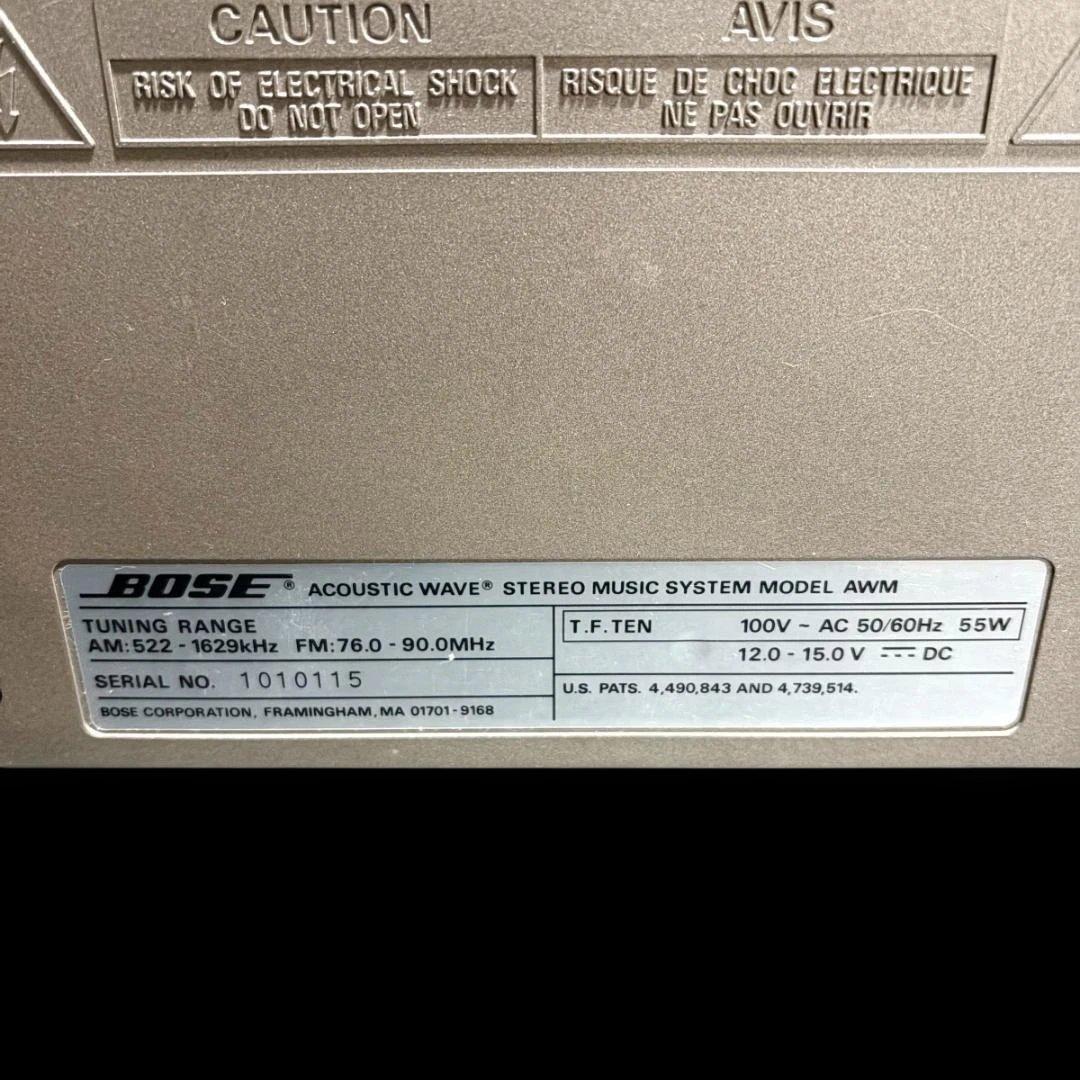 CAUTION
RISK OF ELECTRICAL SHOCK
DO NOT OPEN
AVIS
RISQUE DE CHOC ELECTRIQUE
NE PAS OUVRIR
BOSE® ACOUSTIC WAVE® STEREO MUSIC SYSTEM MODEL AWM
TUNING RANGE
AM:522 - 1629kHz FM:76.0 - 90.0MHz
SERIAL NO. 1010115
BOSE CORPORATION, FRAMINGHAM, MA 01701-9168
T.F.TEN 100V ~ AC 50/60Hz 55W
12.0 - 15.0 V ⎓ DC
U.S. PATS. 4,490,843 AND 4,739,514.